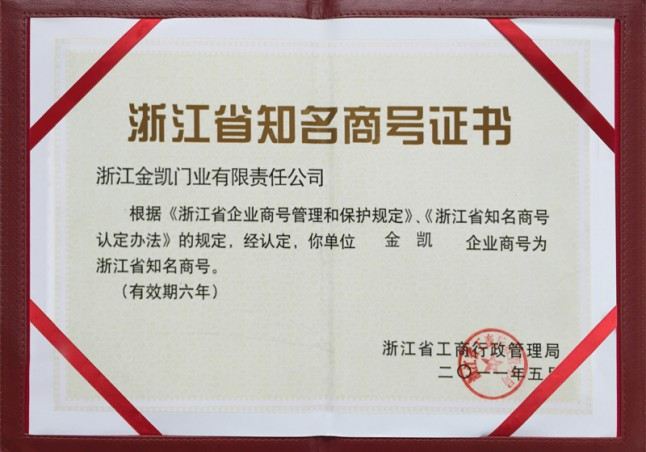 浙江省知名商号证书
浙江金凯门业有限责任公司
根据《浙江省企业商号管理和保护规定》、《浙江省知名商号
认定办法》的规定，经认定，你单位 金凯 企业商号为
浙江省知名商号。
（有效期六年）
浙江省工商行政管理局
二〇一一年五月